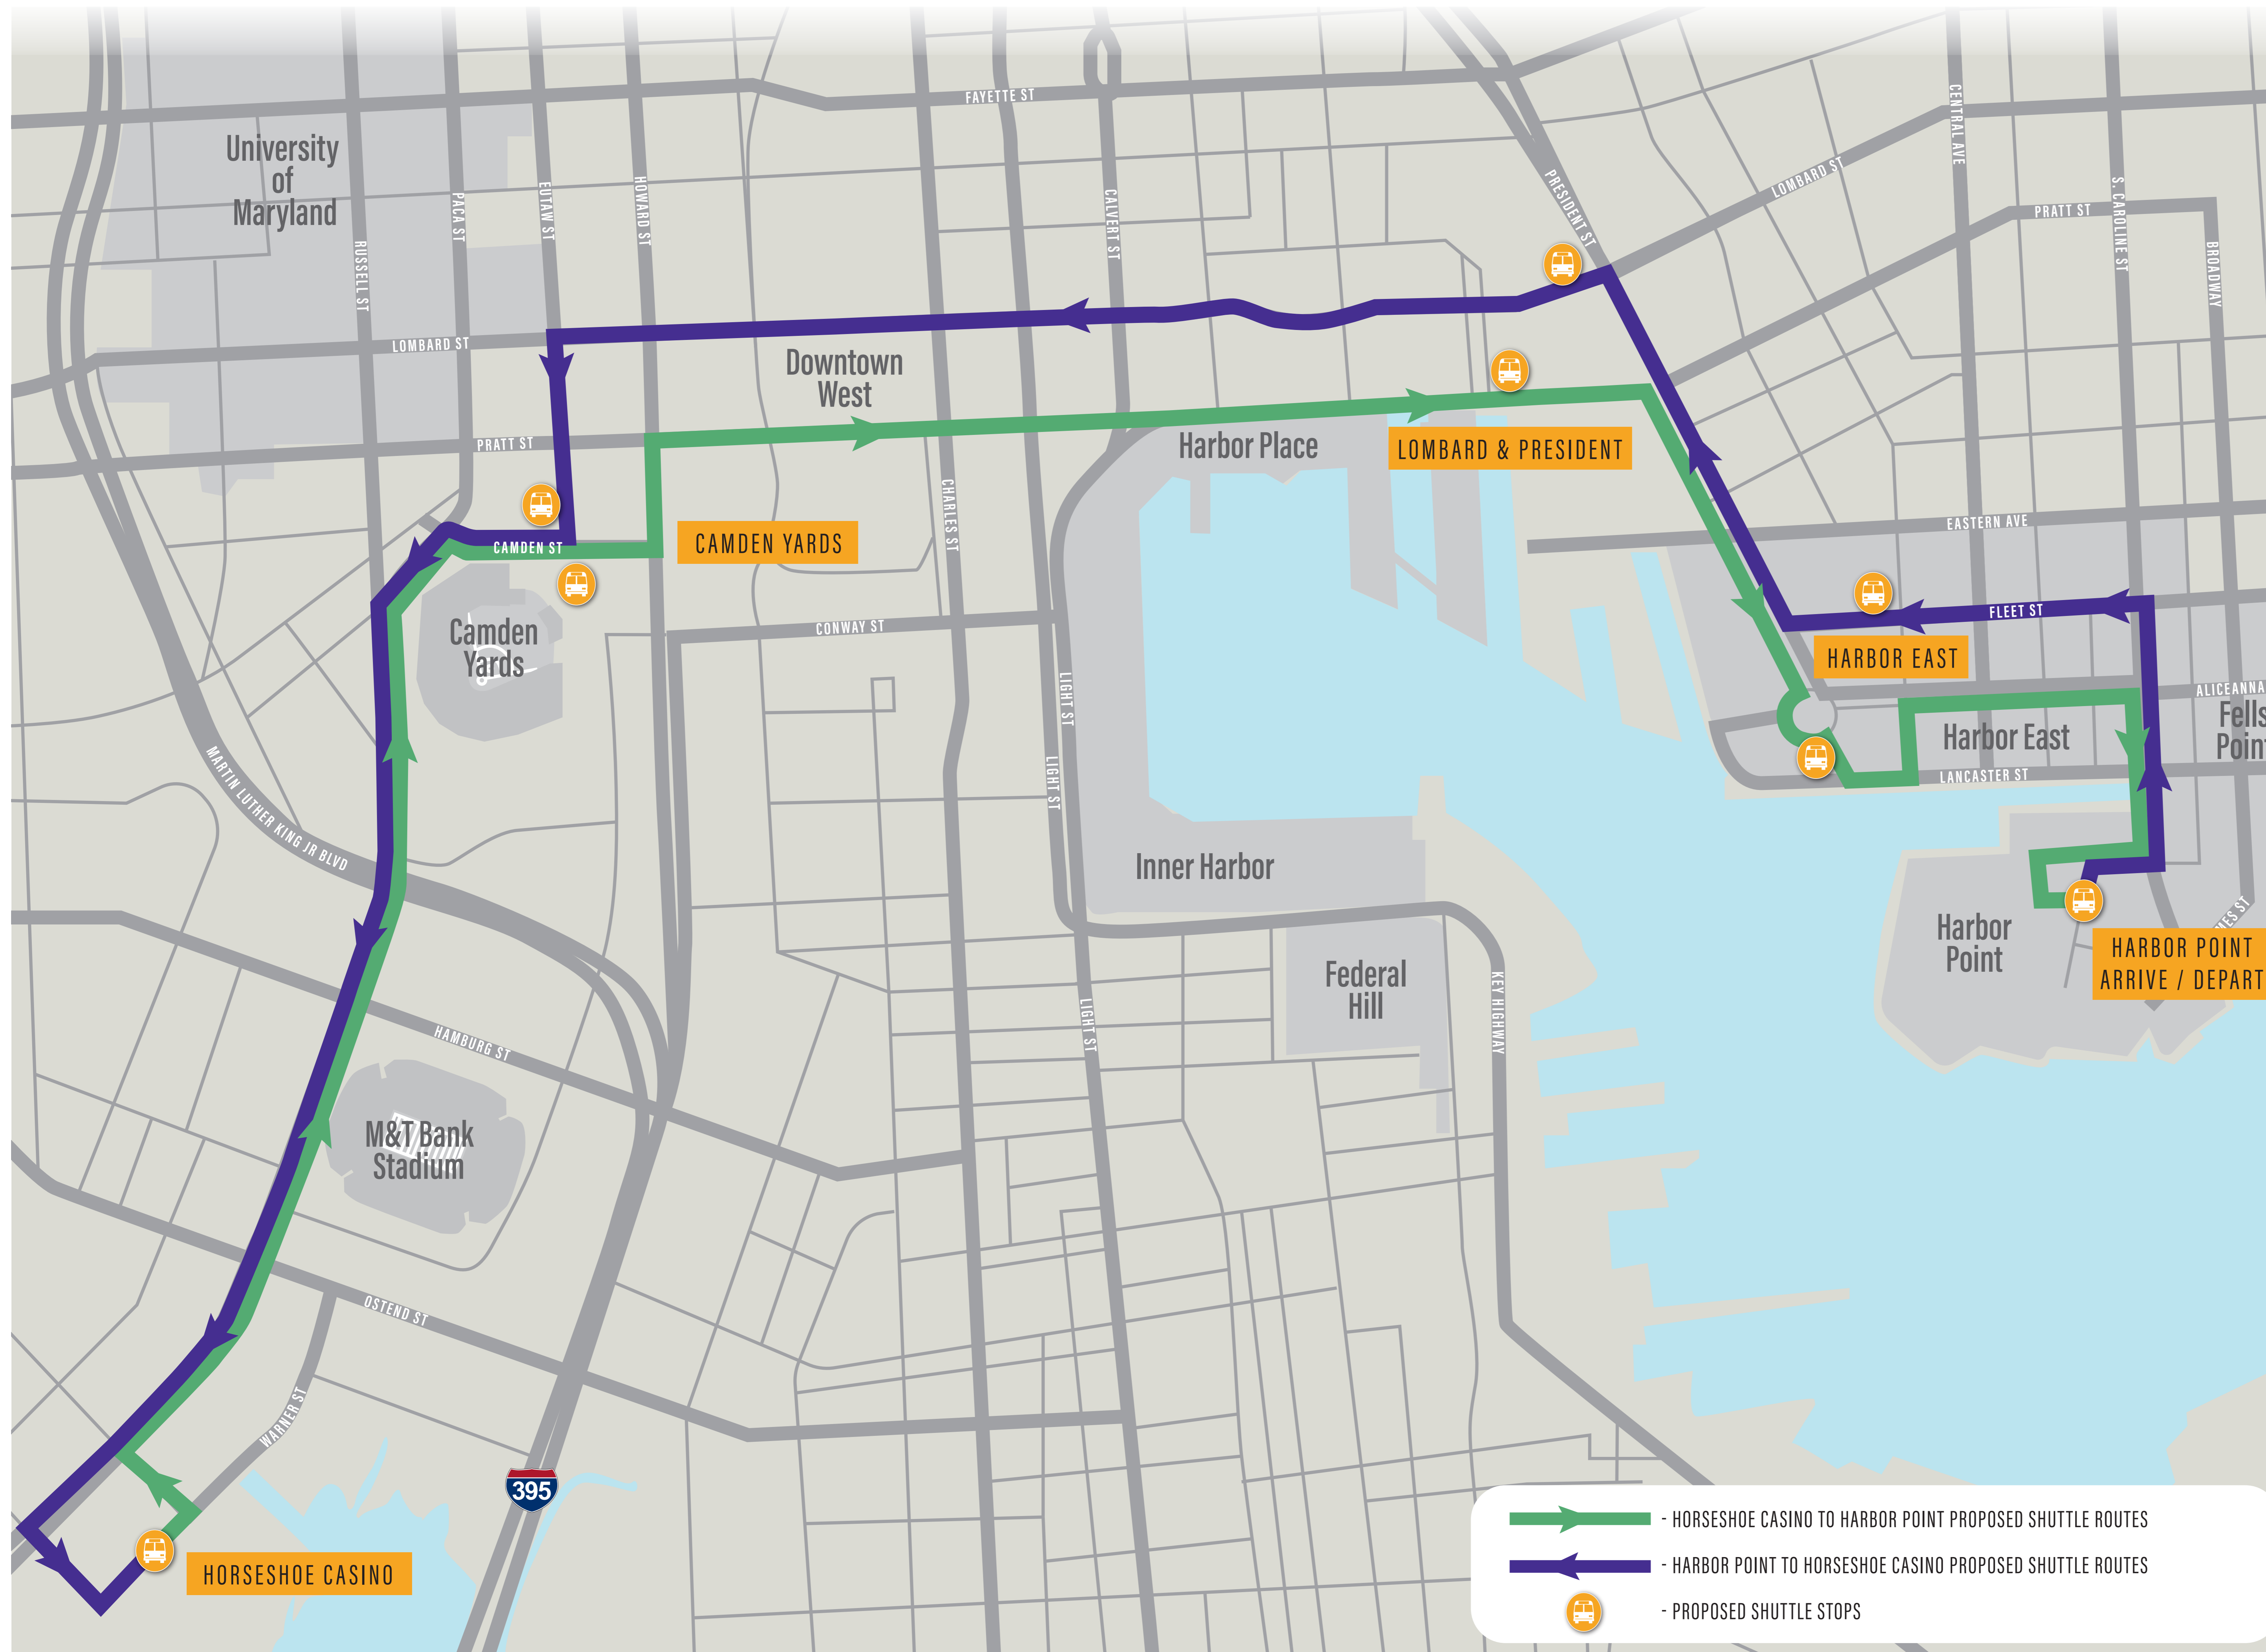 FAYETTE ST
CENTRAL AVE
University
of
Maryland
PRESIDENT ST
LOMBARD ST
PACA ST
EUTAW ST
HOWARD ST
CALVERT ST
S. CAROLINE ST
PRATT ST
RUSSELL ST
BROADWAY
LOMBARD ST
Downtown
West
PRATT ST
Harbor Place
LOMBARD & PRESIDENT
CHARLES ST
CAMDEN ST
CAMDEN YARDS
EASTERN AVE
Camden
Yards
CONWAY ST
FLEET ST
HARBOR EAST
LIGHT ST
ALICEANNA
Fells
Point
Harbor East
LANCASTER ST
MARTIN LUTHER KING JR BLVD
LIGHT ST
Inner Harbor
Harbor
Point
MES ST
HARBOR POINT
ARRIVE / DEPART
Federal
Hill
KEY HIGHWAY
HAMBURG ST
LIGHT ST
M&T Bank
Stadium
OSTEND ST
WARNER ST
395
HORSESHOE CASINO
- HORSESHOE CASINO TO HARBOR POINT PROPOSED SHUTTLE ROUTES
- HARBOR POINT TO HORSESHOE CASINO PROPOSED SHUTTLE ROUTES
- PROPOSED SHUTTLE STOPS